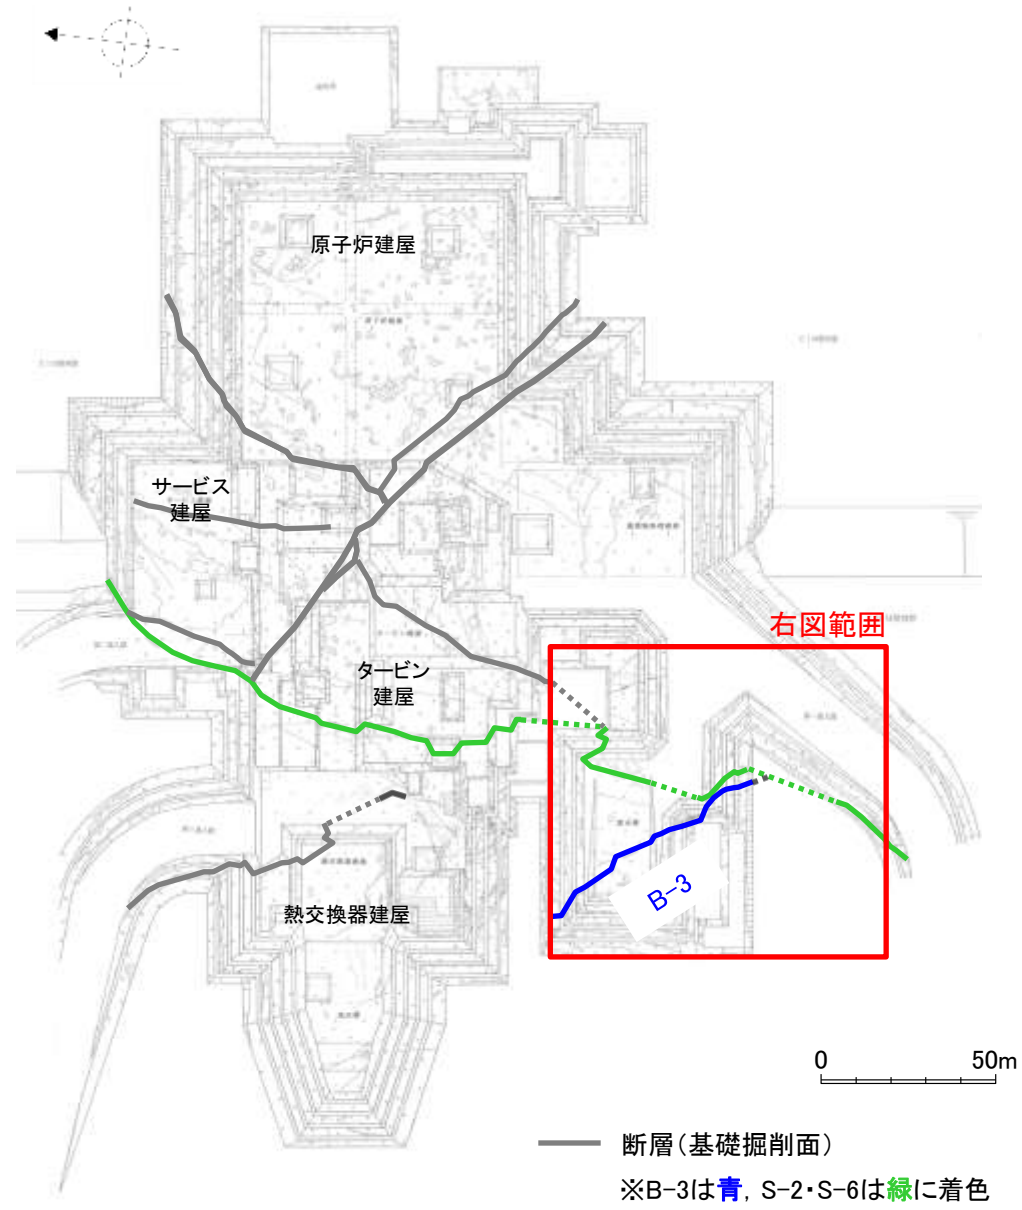 原子炉建屋
サービス
建屋
右図範囲
タービン
建屋
B-3
熱交換器建屋
0 50m
断層(基礎掘削面)
※B-3は青, S-2・S-6は緑に着色